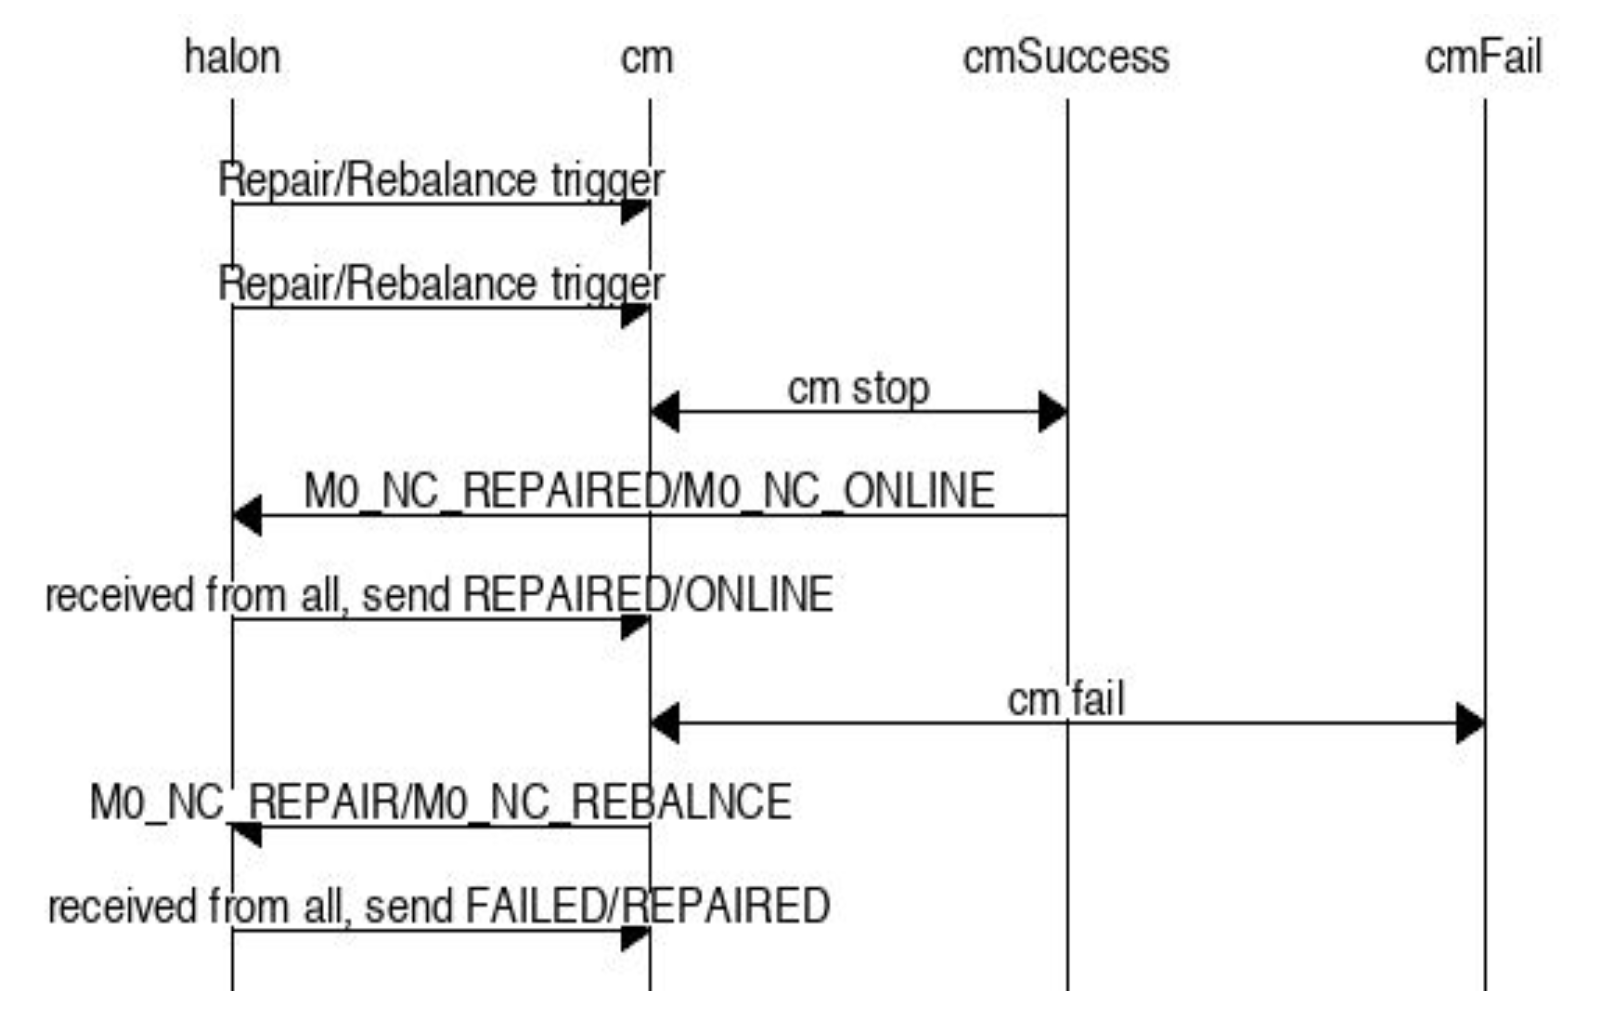 halon cm cmSuccess cmFail
Repair/Rebalance trigger
Repair/Rebalance trigger
cm stop
M0_NC_REPAIRED/M0_NC_ONLINE
received from all, send REPAIRED/ONLINE
cm fail
M0_NC_REPAIR/M0_NC_REBALNCE
received from all, send FAILED/REPAIRED